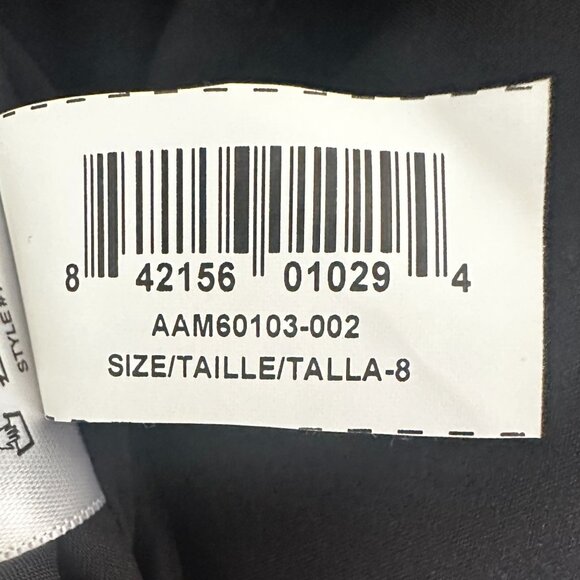 8 42156 01029 4
AAM60103-002
SIZE/TAILLE/TALLA-8
STYLE#